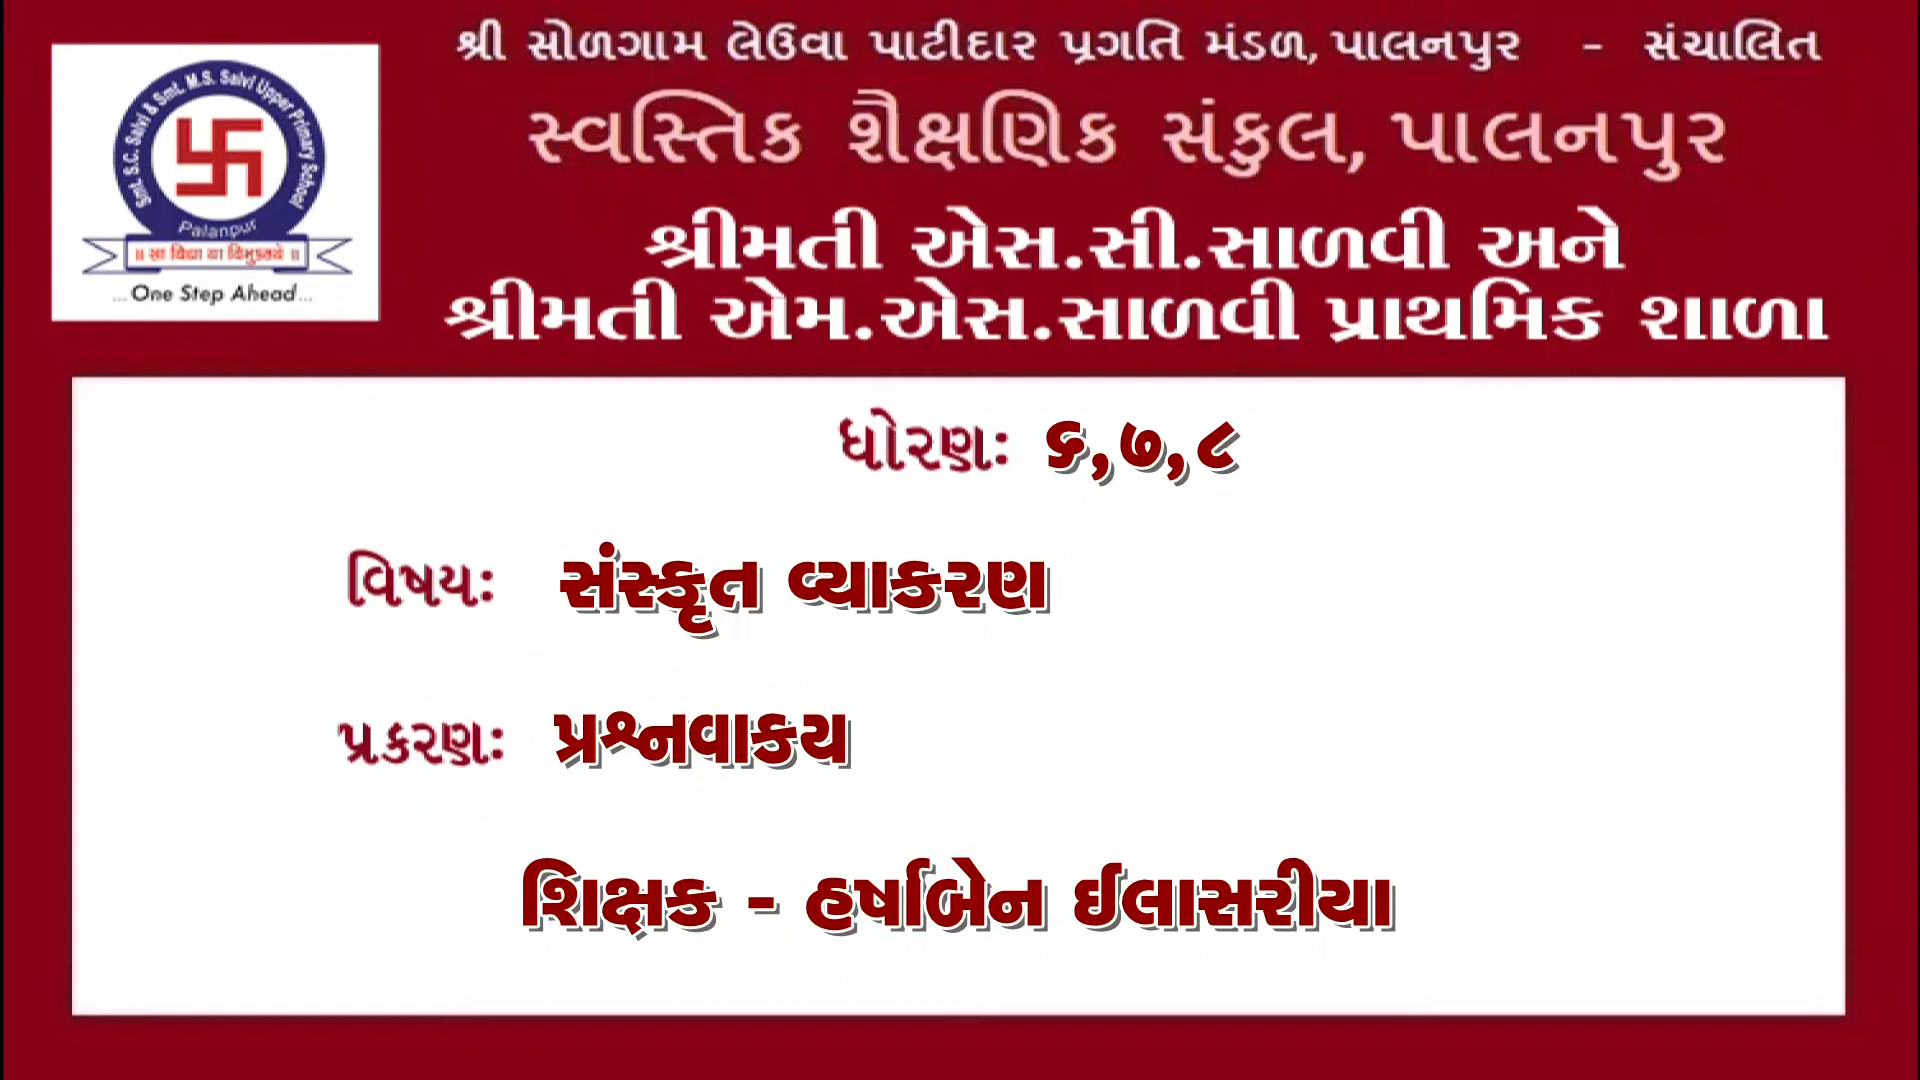 શ્રી સોળગામ લેઉવા પાટીદાર પ્રગતિ મંડળ, પાલનપુર - સંચાલિત
સ્વસ્તિક શૈક્ષણિક સંકુલ, પાલનપુર
શ્રીમતી એસ.સી.સાળવી અને
શ્રીમતી એમ.એસ.સાળવી પ્રાથમિક શાળા
Smt. S.C. Salvi & Smt. M.S. Salvi Upper Primary School
Palanpur
॥ सा विद्या या विमुक्तये ॥
...One Step Ahead...
ધોરણઃ ૬,૭,૮
વિષયઃ સંસ્કૃત વ્યાકરણ
પ્રકરણઃ પ્રશ્નવાકય
શિક્ષક - હર્ષાબેન ઈલાસરીયા